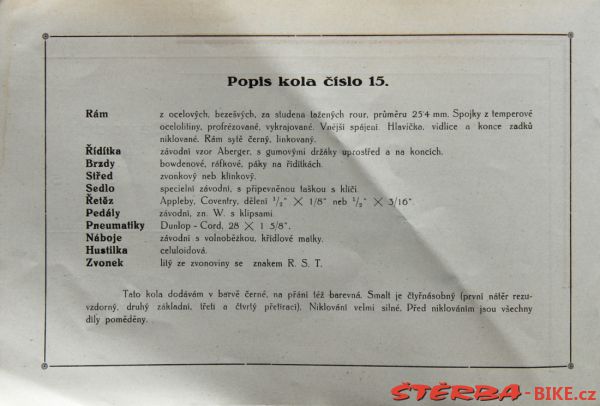 Popis kola číslo 15.
Rám z ocelových, bezešvých, za studena tažených rour, průměru 25·4 mm. Spojky z temperové
ocelolitiny, profrézované, vykrajované. Vnější spájení. Hlavička, vidlice a konce zadků
niklované. Rám sytě černý, linkovaný.
Řídítka závodní vzor Aberger, s gumovými držáky uprostřed a na koncích.
Brzdy bowdenové, ráfkové, páky na řídítkách.
Střed zvonkový neb klinkový.
Sedlo specielní závodní, s připevněnou taškou s klíči.
Řetěz Appleby, Coventry, dělení 1/2" × 1/8" neb 1/2" × 3/16".
Pedály závodní, zn. W. s klipsami.
Pneumatiky Dunlop - Cord, 28 × 1 5/8".
Náboje závodní s volnoběžkou, křídlové matky.
Hustilka celuloidová.
Zvonek litý ze zvonoviny se znakem R. S. T.
Tato kola dodávám v barvě černé, na přání též barevná. Smalt je čtyřnásobný (první nátěr rezu-
vzdorný, druhý základní, třetí a čtvrtý přetírací). Niklování velmi silné. Před niklováním jsou všechny
díly poměděny.
ŠTĚRBA-BIKE.cz